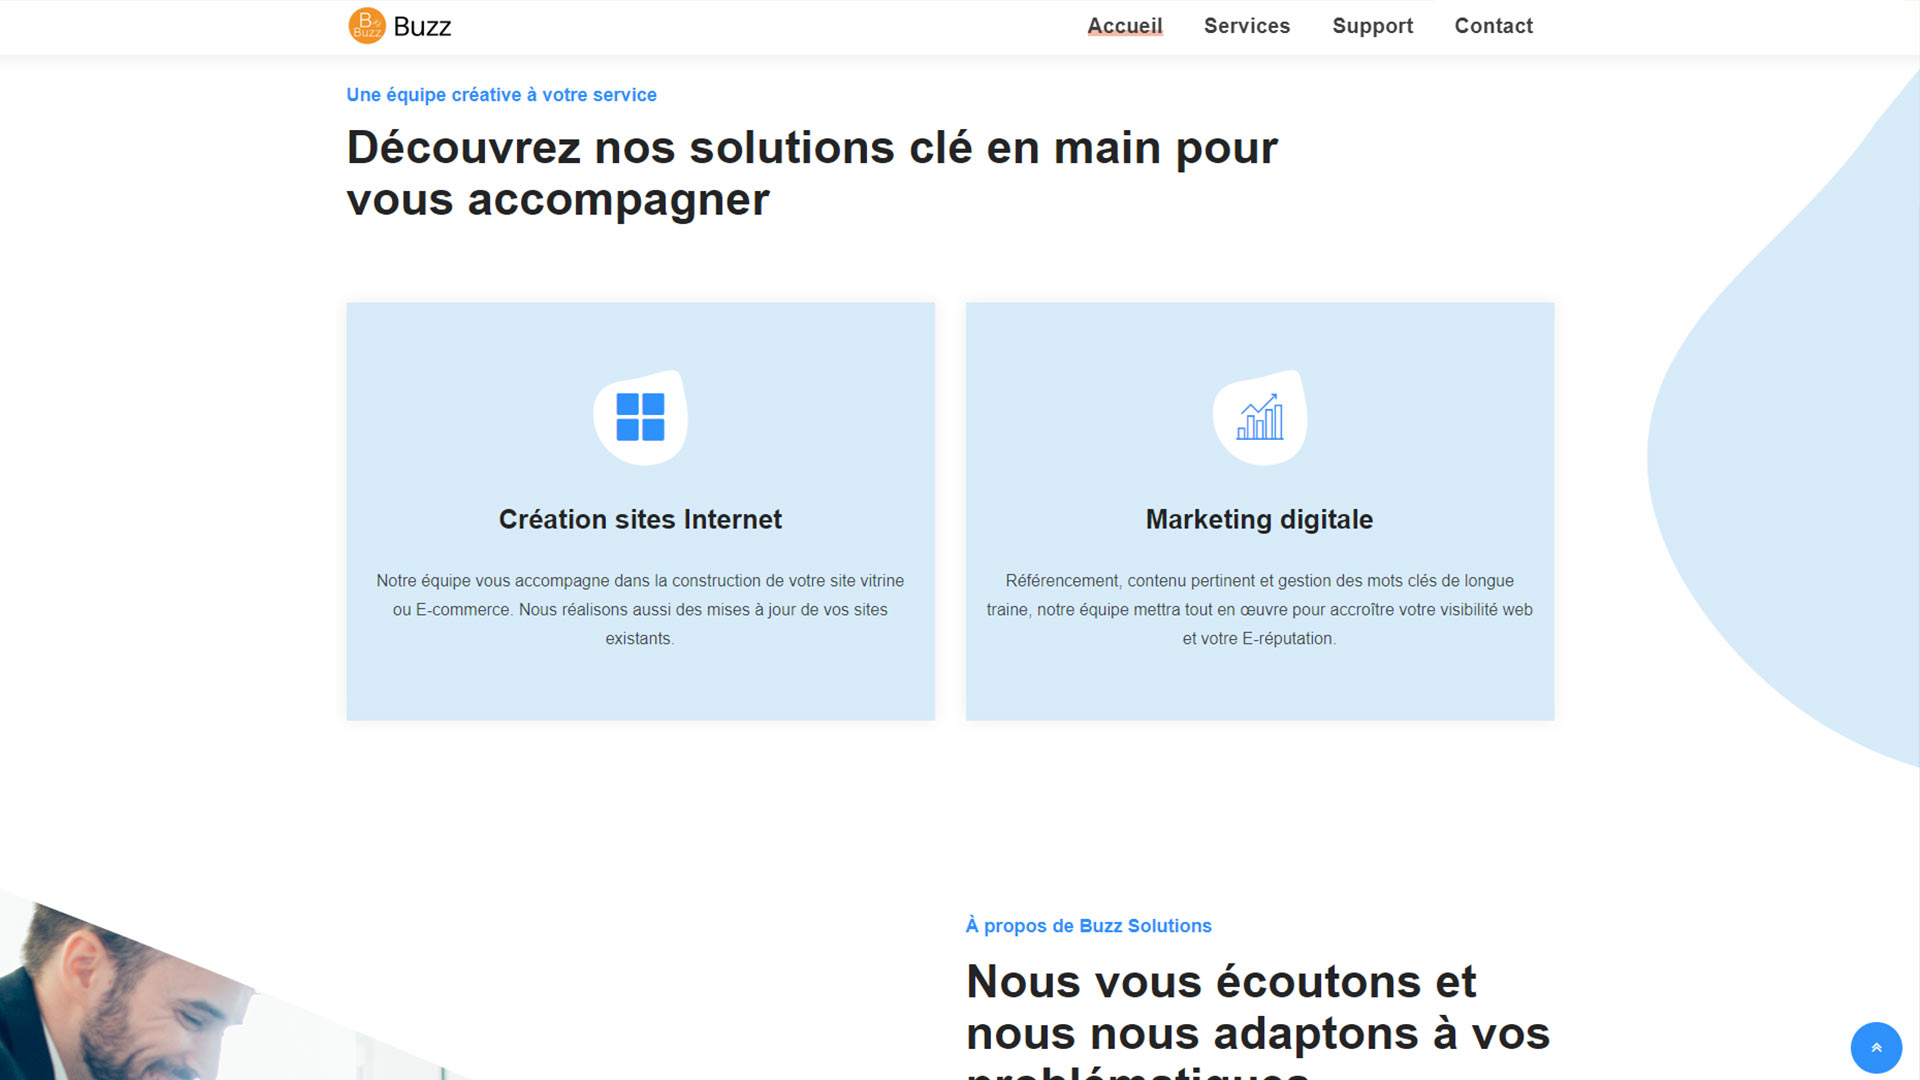 B by
Buzz
Buzz
Accueil
Services
Support
Contact
Une équipe créative à votre service
Découvrez nos solutions clé en main pour
vous accompagner
Création sites Internet
Notre équipe vous accompagne dans la construction de votre site vitrine
ou E-commerce. Nous réalisons aussi des mises à jour de vos sites
existants.
Marketing digitale
Référencement, contenu pertinent et gestion des mots clés de longue
traine, notre équipe mettra tout en œuvre pour accroître votre visibilité web
et votre E-réputation.
À propos de Buzz Solutions
Nous vous écoutons et
nous nous adaptons à vos
problématiques